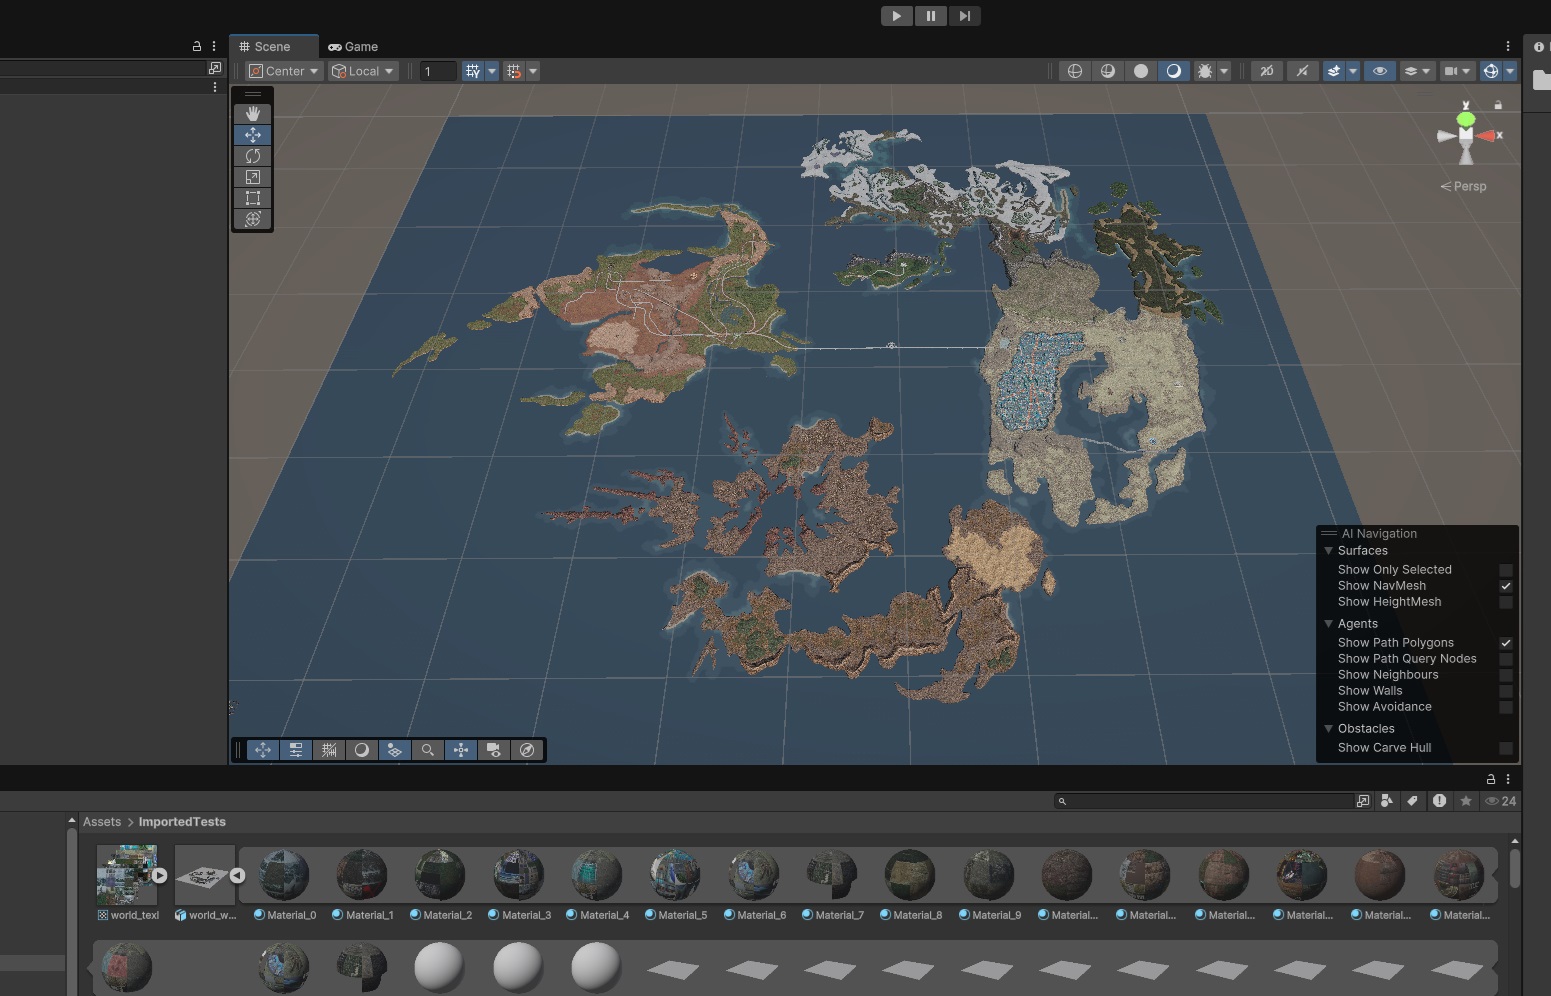 Scene
Game
Center
Local
1
2D
y
x
Persp
AI Navigation
Surfaces
Show Only Selected
Show NavMesh
Show HeightMesh
Agents
Show Path Polygons
Show Path Query Nodes
Show Neighbours
Show Walls
Show Avoidance
Obstacles
Show Carve Hull
24
Assets > ImportedTests
world_texl
world_w...
Material_0
Material_1
Material_2
Material_3
Material_4
Material_5
Material_6
Material_7
Material_8
Material_9
Material...
Material...
Material...
Material...
Material...
Material...